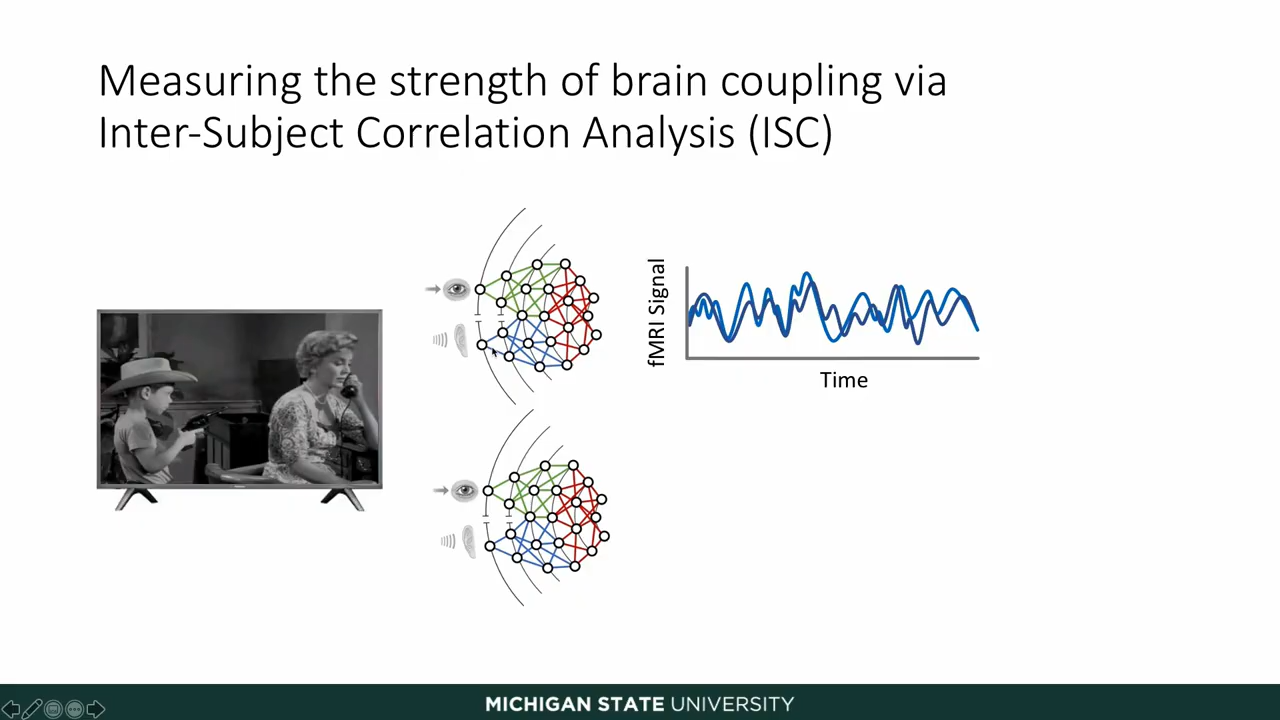 Measuring the strength of brain coupling via
Inter-Subject Correlation Analysis (ISC)
fMRI Signal
Time
MICHIGAN STATE UNIVERSITY